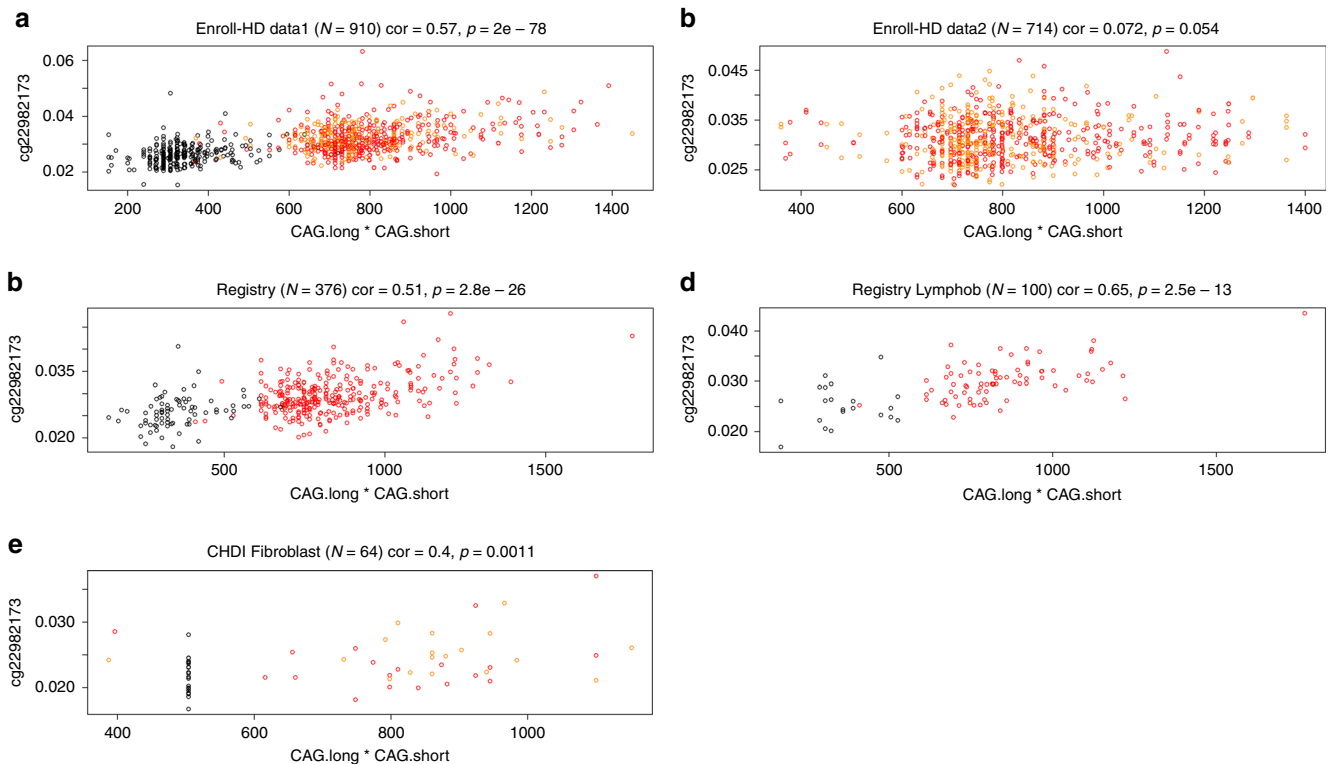 a
Enroll-HD data1 (N = 910) cor = 0.57, p = 2e − 78
cg22982173
0.06
0.04
0.02
200 400 600 800 1000 1200 1400
CAG.long * CAG.short
b
Enroll-HD data2 (N = 714) cor = 0.072, p = 0.054
cg22982173
0.045
0.035
0.025
400 600 800 1000 1200 1400
CAG.long * CAG.short
b
Registry (N = 376) cor = 0.51, p = 2.8e − 26
cg22982173
0.035
0.020
500 1000 1500
CAG.long * CAG.short
d
Registry Lymphob (N = 100) cor = 0.65, p = 2.5e − 13
cg22982173
0.040
0.030
0.020
500 1000 1500
CAG.long * CAG.short
e
CHDI Fibroblast (N = 64) cor = 0.4, p = 0.0011
cg22982173
0.030
0.020
400 600 800 1000
CAG.long * CAG.short